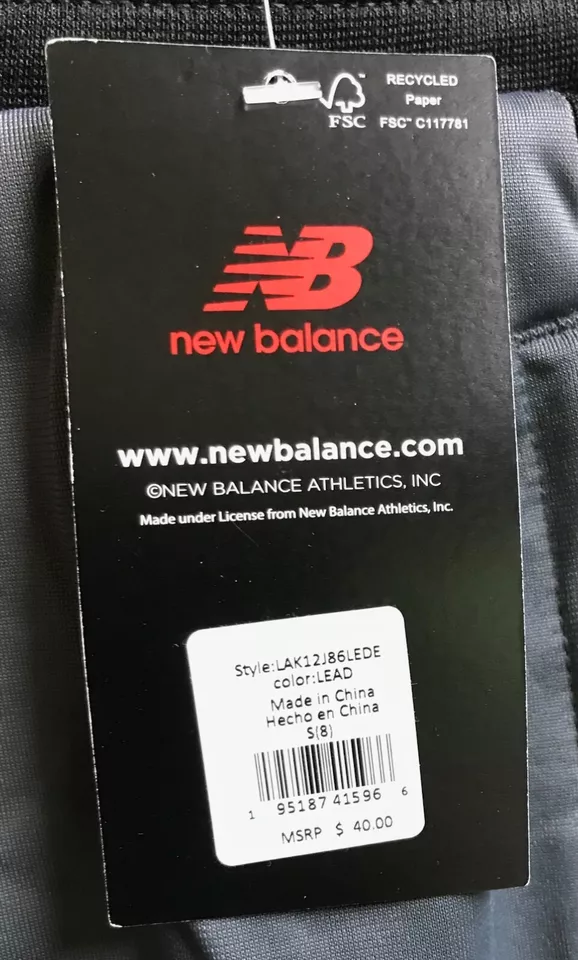 RECYCLED
Paper
FSC™ C117781
FSC
NB
new balance
www.newbalance.com
©NEW BALANCE ATHLETICS, INC
Made under License from New Balance Athletics, Inc.
Style:LAK12J86LEDE
color:LEAD
Made in China
Hecho en China
S(8)
1 95187 41596 6
MSRP $ 40.00